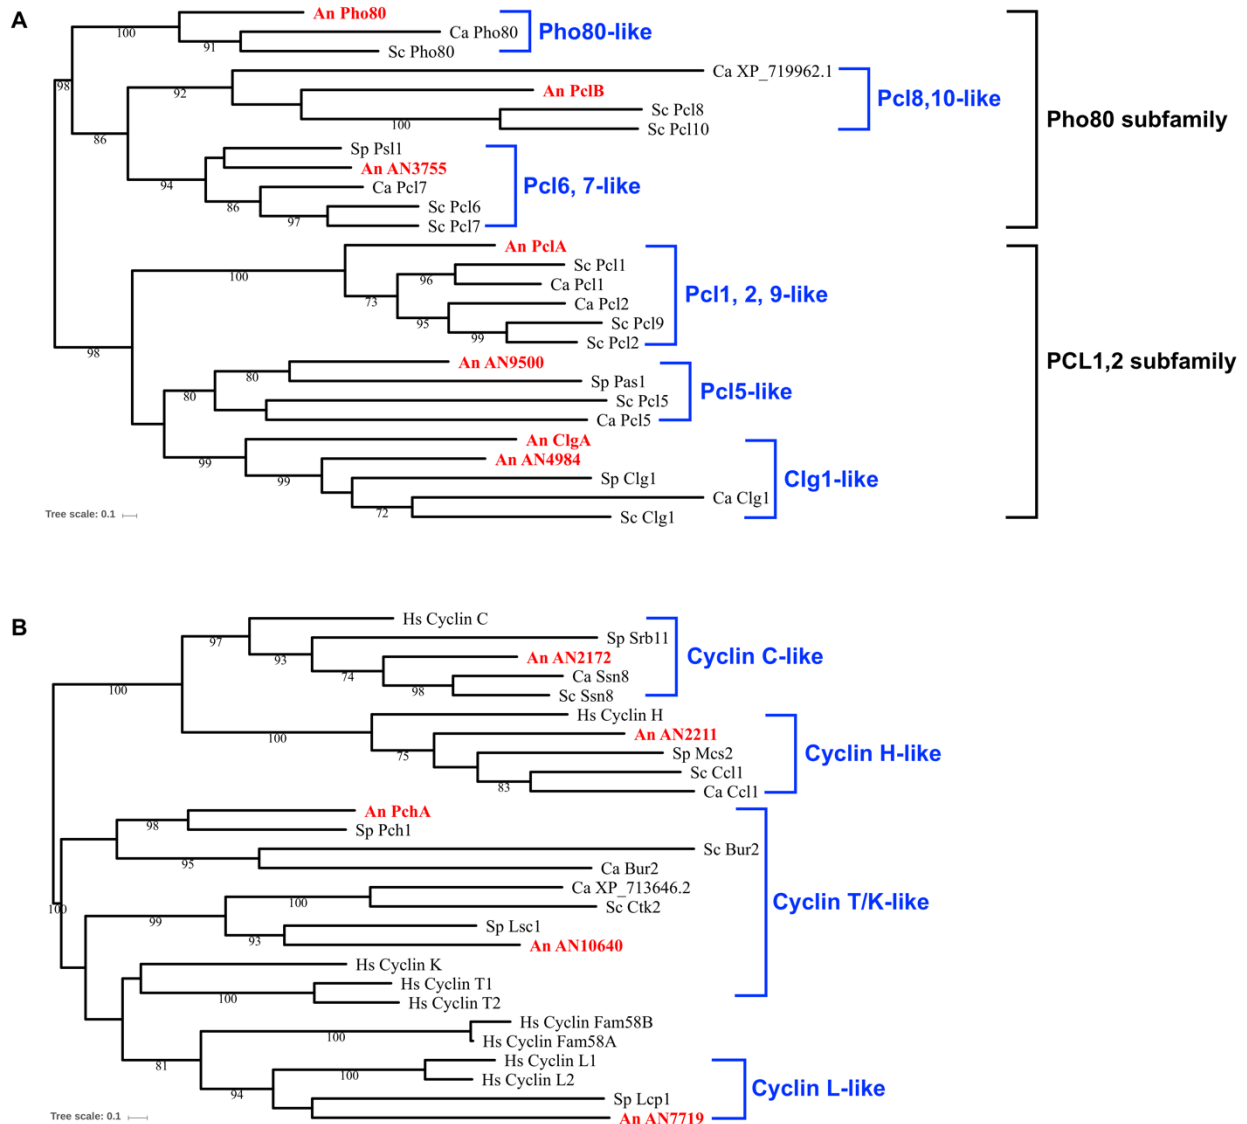 A
An Pho80
100
Ca Pho80
Pho80-like
91
Sc Pho80
98
Ca XP_719962.1
92
An PclB
Pcl8,10-like
Sc Pcl8
100
Sc Pcl10
Pho80 subfamily
86
Sp Psl1
An AN3755
94
Ca Pcl7
Pcl6, 7-like
86
Sc Pcl6
97
Sc Pcl7
An PclA
100
Sc Pcl1
96
Ca Pcl1
73
Ca Pcl2
Pcl1, 2, 9-like
95
Sc Pcl9
99
Sc Pcl2
98
PCL1,2 subfamily
An AN9500
80
Sp Pas1
80
Sc Pcl5
Pcl5-like
Ca Pcl5
An ClgA
99
An AN4984
99
Sp Clg1
Clg1-like
Ca Clg1
72
Sc Clg1
Tree scale: 0.1
B
Hs Cyclin C
97
Sp Srb11
93
An AN2172
Cyclin C-like
74
Ca Ssn8
98
Sc Ssn8
100
Hs Cyclin H
100
An AN2211
75
Sp Mcs2
Cyclin H-like
Sc Ccl1
83
Ca Ccl1
An PchA
98
Sp Pch1
Sc Bur2
95
Ca Bur2
Ca XP_713646.2
100
Sc Ctk2
Cyclin T/K-like
100
99
Sp Lsc1
93
An AN10640
Hs Cyclin K
Hs Cyclin T1
100
Hs Cyclin T2
Hs Cyclin Fam58B
100
Hs Cyclin Fam58A
81
Hs Cyclin L1
100
Hs Cyclin L2
Cyclin L-like
94
Sp Lcp1
An AN7719
Tree scale: 0.1